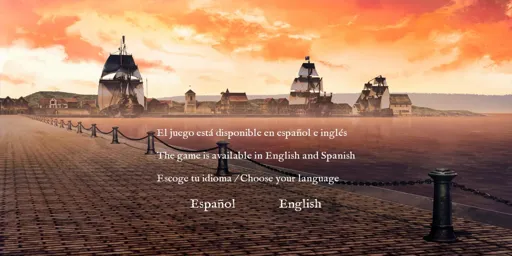 El juego está disponible en español e inglés
The game is available in English and Spanish
Escoge tu idioma / Choose your language
Español English